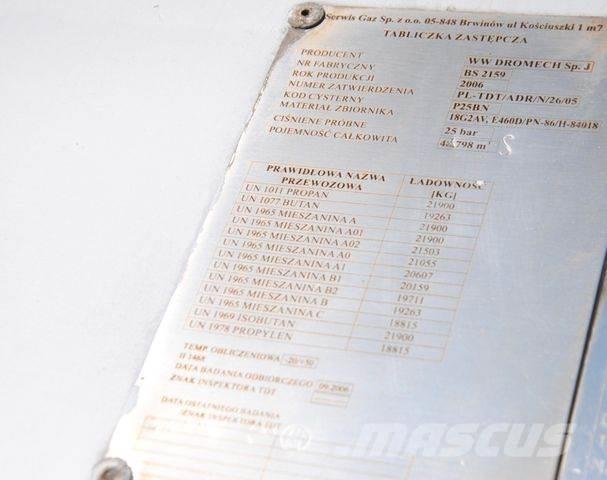 Serwis Gaz Sp. z o.o. 05-848 Brwinów ul Kościuszki 1 m7
TABLICZKA ZASTĘPCZA
PRODUCENT WW DROMECH Sp. J
NR FABRYCZNY BS 2159
ROK PRODUKCJI 2006
NUMER ZATWIERDZENIA PL-TDT/ADR/N/26/05
KOD CYSTERNY P25BN
MATERIAŁ ZBIORNIKA 18G2AV, E460D/PN-86/H-84018
CIŚNIENE PRÓBNE 25 bar
POJEMNOŚĆ CAŁKOWITA 798 m
S
PRAWIDŁOWA NAZWA PRZEWOZOWA ŁADOWNOŚĆ [KG]
UN 1011 PROPAN 21900
UN 1077 BUTAN 19263
UN 1965 MIESZANINA A 21900
UN 1965 MIESZANINA A01 21900
UN 1965 MIESZANINA A02 21503
UN 1965 MIESZANINA A0 21055
UN 1965 MIESZANINA A1 20607
UN 1965 MIESZANINA B1 20159
UN 1965 MIESZANINA B2 19711
UN 1965 MIESZANINA B 19263
UN 1965 MIESZANINA C 18815
UN 1969 ISOBUTAN 21900
UN 1978 PROPYLEN 18815
TEMP OBLICZENIOWA -20/+50
DATA BADANIA ODBIORCZEGO 09.2006
ZNAK INSPEKTORA TDT
DATA OSTATNIEGO BADANIA
/ZNAK INSPEKTORA TDT
MASCUS